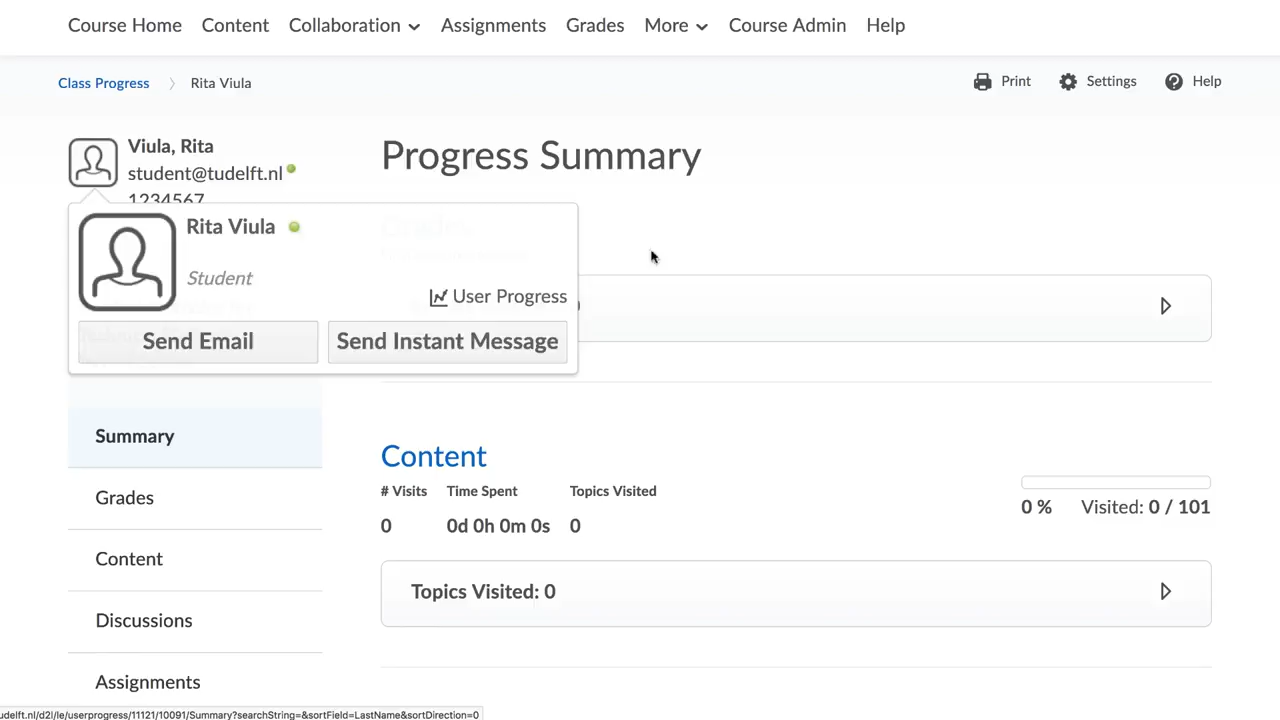 Course Home Content Collaboration Assignments Grades More Course Admin Help
Class Progress Rita Viula Print Settings Help
Viula, Rita
student@tudelft.nl
1234567
Progress Summary
Rita Viula
Student
User Progress
Send Email Send Instant Message
Summary
Grades
Content
Discussions
Assignments
Content
# Visits Time Spent Topics Visited
0 0d 0h 0m 0s 0
0 % Visited: 0 / 101
Topics Visited: 0
udelft.nl/d2l/le/userprogress/11121/10091/Summary?searchString=&sortField=LastName&sortDirection=0